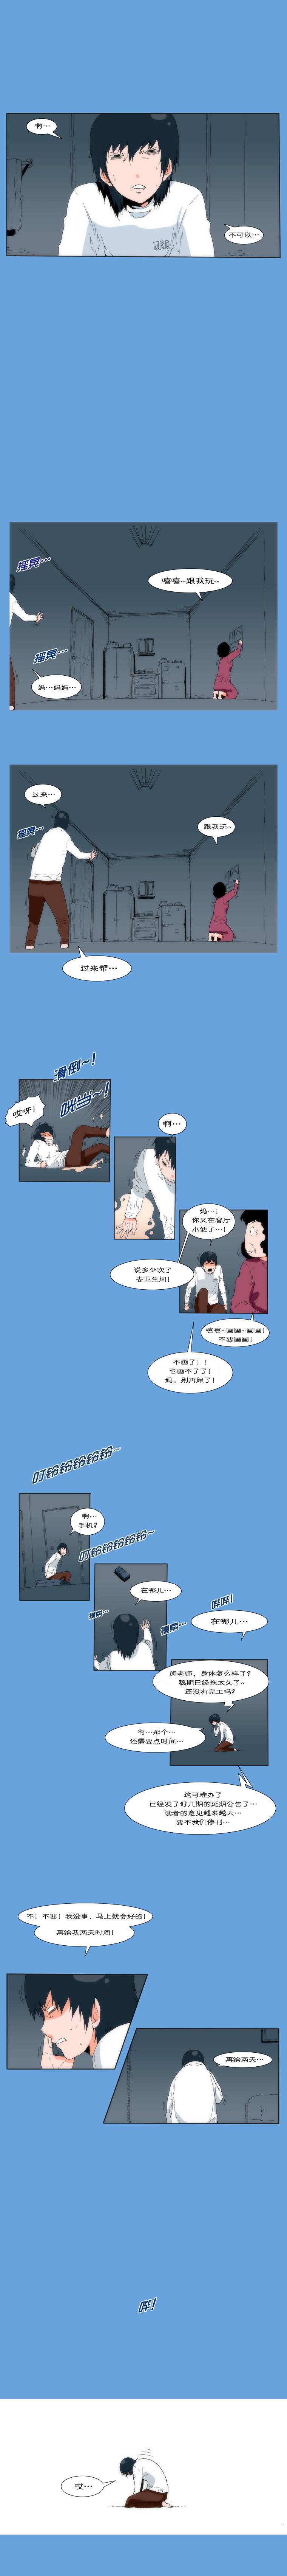 啊…
不可以…
摇晃…
嘻嘻~跟我玩~
摇晃…
妈…妈妈…
过来…
摇晃…
跟我玩~
过来帮…
滑倒~!
咣当~!
哎呀!
啊…
妈…!
你又在客厅
小便了…!
说多少次了
去卫生间!
嘻嘻~画画~画画!
不要画画!
不画了!!
也画不了了!
妈,别再闹了!
叮铃铃铃铃铃~
啊…
手机?
叮铃铃铃铃铃~
在哪儿…
哗哗!
在哪儿…
闵老师,身体怎么样了?
稿期已经拖太久了~
还没有完工吗?
啊…那个…
还需要点时间…
这可难办了
已经发了好几期的延期公告了…
读者的意见越来越大…
要不我们停刊…
不!不要!我没事,马上就会好的!
再给我两天时间!
再给两天…
哔!
哎…